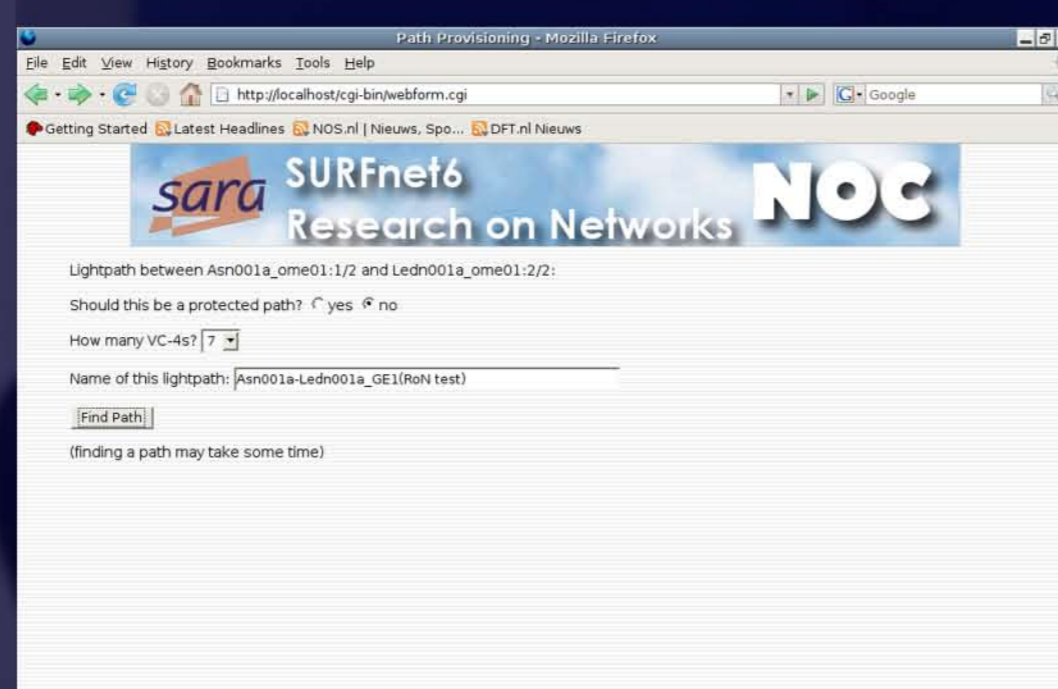 Path Provisioning - Mozilla Firefox
File Edit View History Bookmarks Tools Help
http://localhost/cgi-bin/webform.cgi
G Google
Getting Started Latest Headlines NOS.nl | Nieuws, Spo... DFT.nl Nieuws
sara SURFnet6 NOC
Research on Networks
Lightpath between Asn001a_ome01:1/2 and Ledn001a_ome01:2/2:
Should this be a protected path? yes no
How many VC-4s? 7
Name of this lightpath: Asn001a-Ledn001a_GE1(RoN test)
Find Path
(finding a path may take some time)